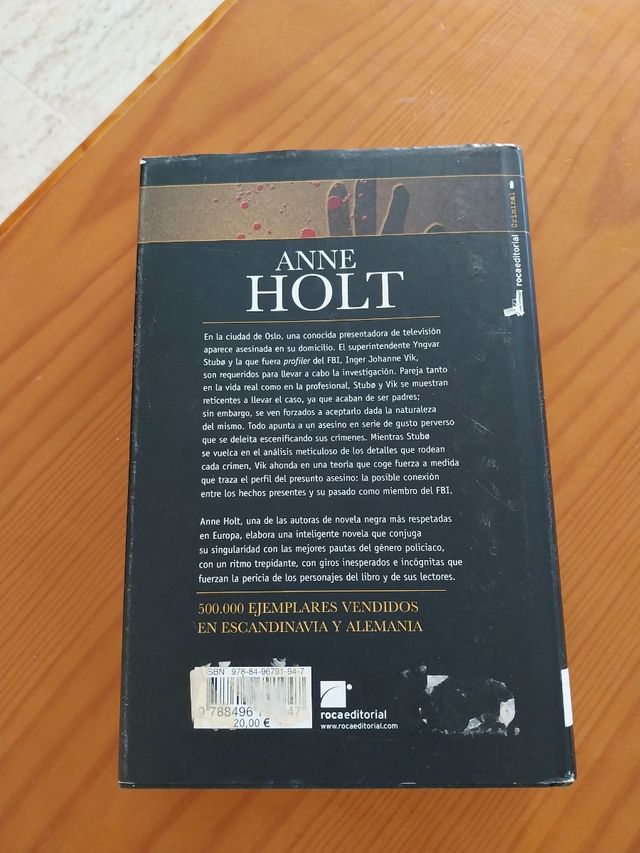 rocaeditorial Criminal
ANNE
HOLT
En la ciudad de Oslo, una conocida presentadora de televisión
aparece asesinada en su domicilio. El superintendente Yngvar
Stubø y la que fuera profiler del FBI, Inger Johanne Vik,
son requeridos para llevar a cabo la investigación. Pareja tanto
en la vida real como en la profesional, Stubø y Vik se muestran
reticentes a llevar el caso, ya que acaban de ser padres;
sin embargo, se ven forzados a aceptarlo dada la naturaleza
del mismo. Todo apunta a un asesino en serie de gusto perverso
que se deleita escenificando sus crímenes. Mientras Stubø
se vuelca en el análisis meticuloso de los detalles que rodean
cada crimen, Vik ahonda en una teoría que coge fuerza a medida
que traza el perfil del presunto asesino: la posible conexión
entre los hechos presentes y su pasado como miembro del FBI.
Anne Holt, una de las autoras de novela negra más respetadas
en Europa, elabora una inteligente novela que conjuga
su singularidad con las mejores pautas del género policiaco,
con un ritmo trepidante, con giros inesperados e incógnitas que
fuerzan la pericia de los personajes del libro y de sus lectores.
500.000 EJEMPLARES VENDIDOS
EN ESCANDINAVIA Y ALEMANIA
ISBN 978-84-96791-94-7
9 788496 47
20,00 €
rocaeditorial
www.rocaeditorial.com